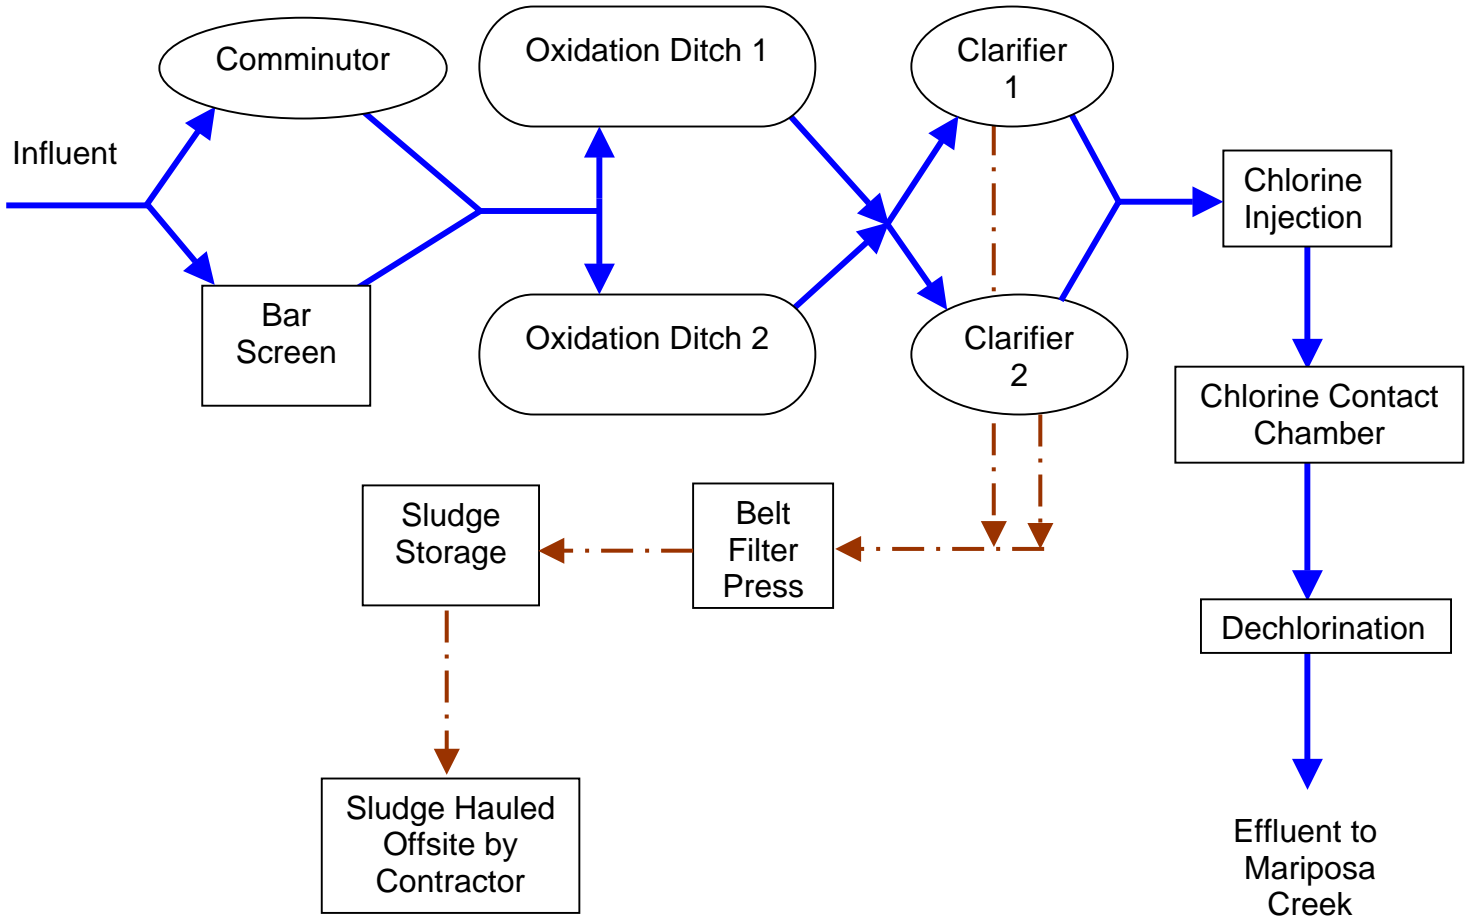 Comminutor
Oxidation Ditch 1
Clarifier
1
Influent
Chlorine
Injection
Bar
Screen
Oxidation Ditch 2
Clarifier
2
Chlorine Contact
Chamber
Sludge
Storage
Belt
Filter
Press
Dechlorination
Sludge Hauled
Offsite by
Contractor
Effluent to
Mariposa
Creek